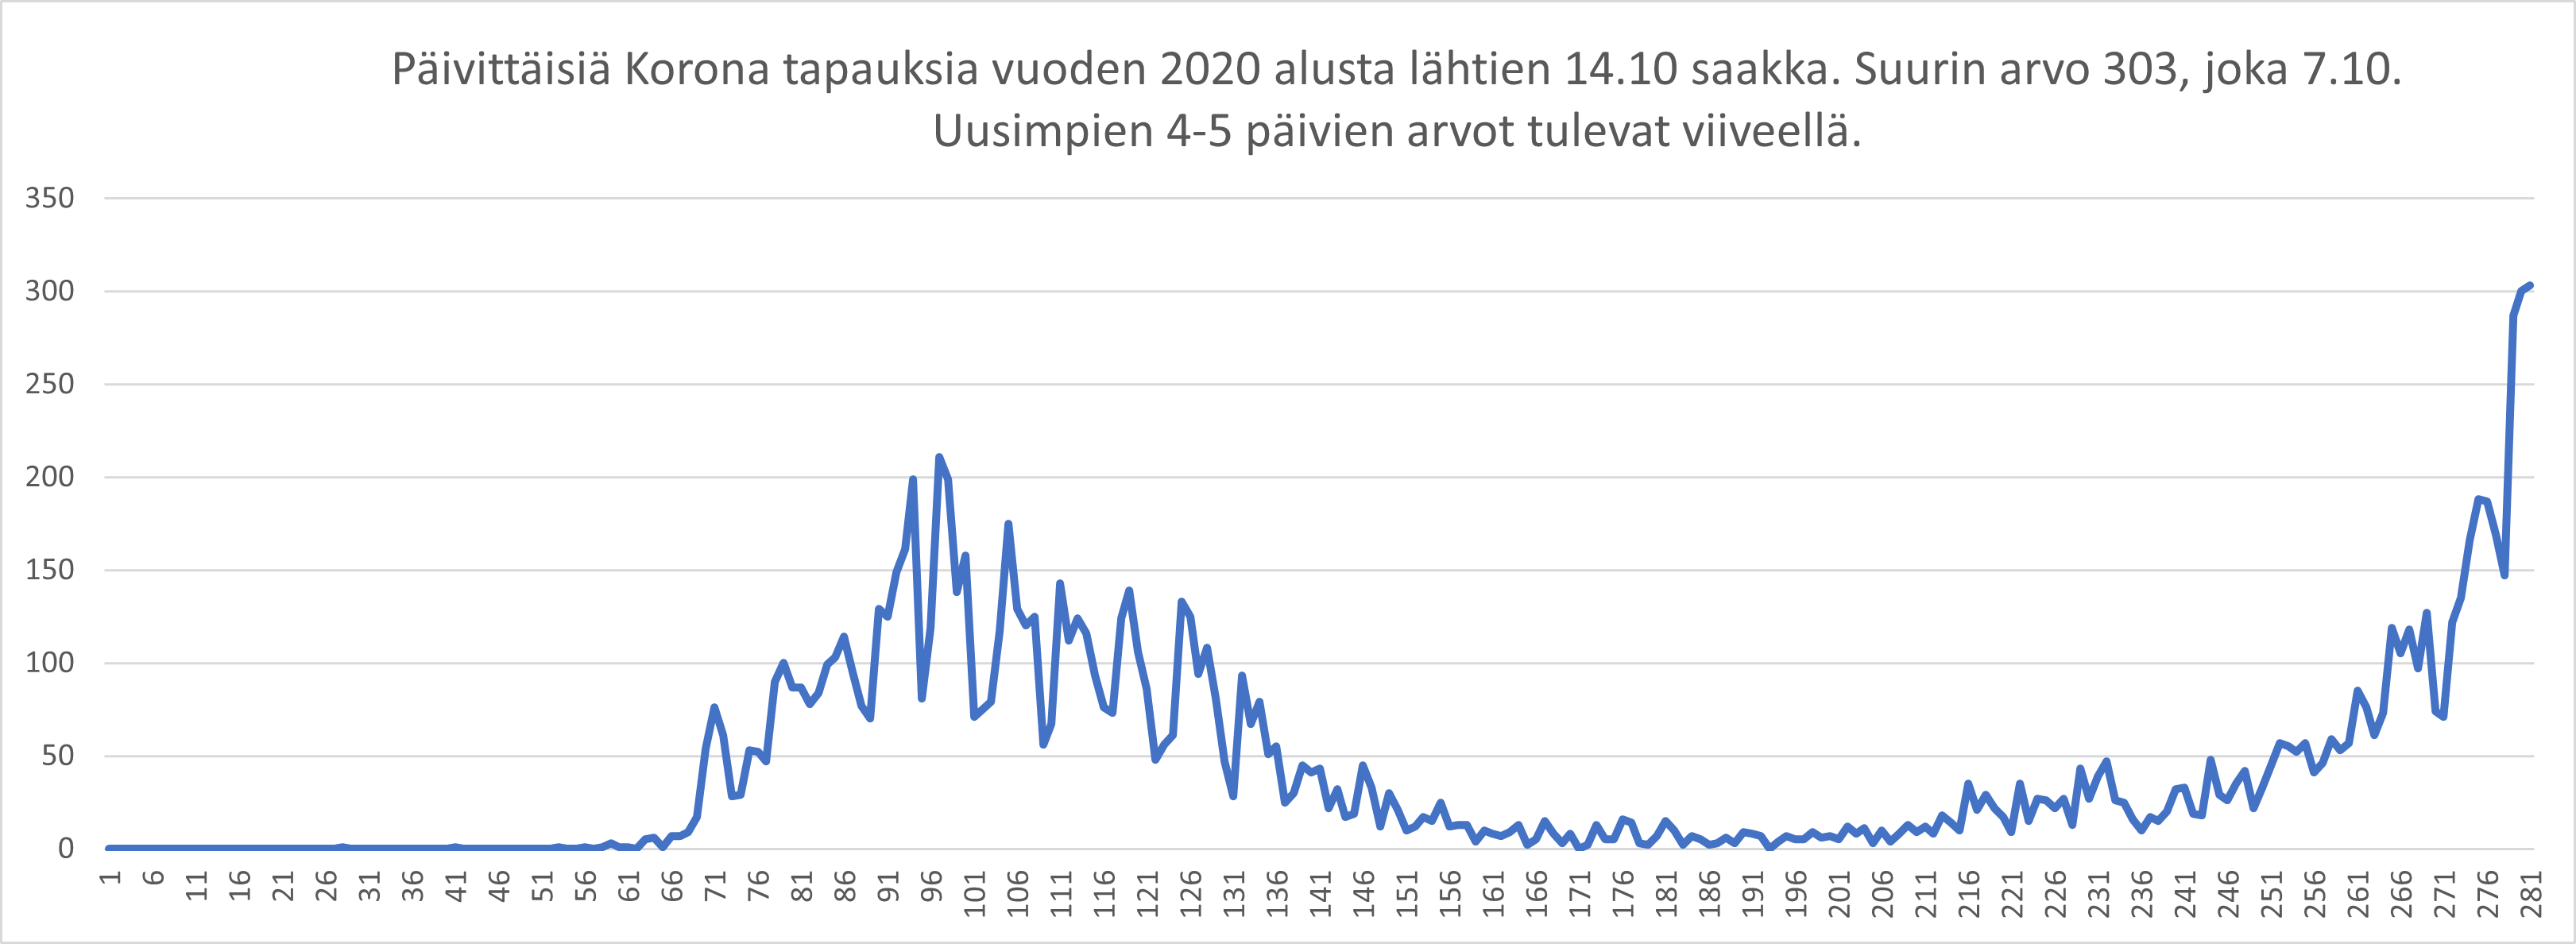 Päivittäisiä Korona tapauksia vuoden 2020 alusta lähtien 14.10 saakka. Suurin arvo 303, joka 7.10.
Uusimpien 4-5 päivien arvot tulevat viiveellä.
350
300
250
200
150
100
50
0
1 6 11 16 21 26 31 36 41 46 51 56 61 66 71 76 81 86 91 96 101 106 111 116 121 126 131 136 141 146 151 156 161 166 171 176 181 186 191 196 201 206 211 216 221 226 231 236 241 246 251 256 261 266 271 276 281